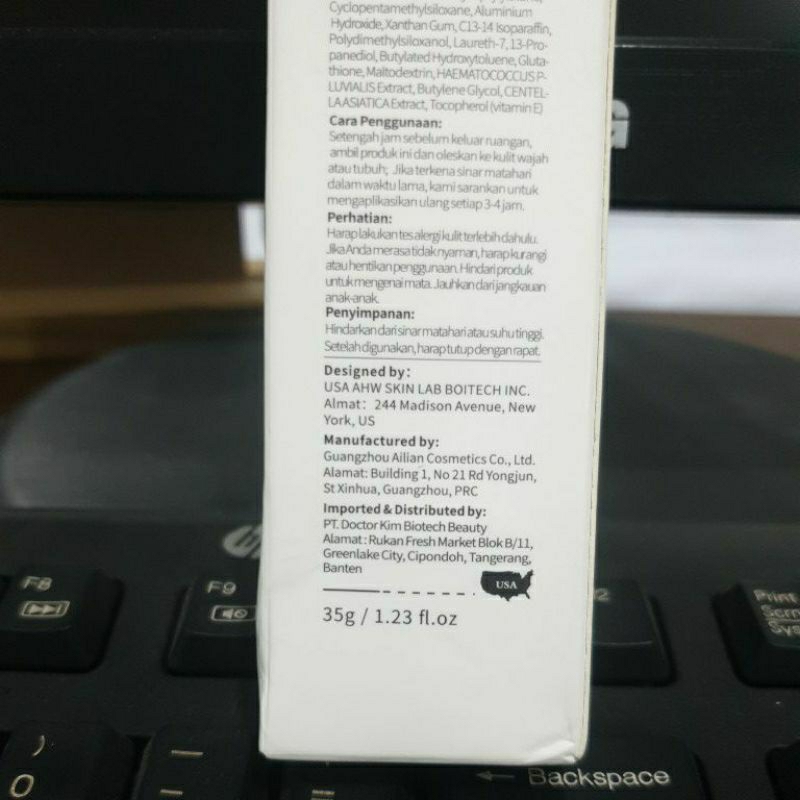 Cyclopentamethylsiloxane, Aluminium
Hydroxide, Xanthan Gum, C13-14 Isoparaffin,
Polydimethylsiloxanol, Laureth-7, 13-Pro-
panediol, Butylated Hydroxytoluene, Gluta-
thione, Maltodextrin, HAEMATOCOCCUS P-
LUVIALIS Extract, Butylene Glycol, CENTEL-
LA ASIATICA Extract, Tocopherol (vitamin E)
Cara Penggunaan:
Setengah jam sebelum keluar ruangan,
ambil produk ini dan oleskan ke kulit wajah
atau tubuh; Jika terkena sinar matahari
dalam waktu lama, kami sarankan untuk
mengaplikasikan ulang setiap 3-4 jam.
Perhatian:
Harap lakukan tes alergi kulit terlebih dahulu.
Jika Anda merasa tidak nyaman, harap kurangi
atau hentikan penggunaan. Hindari produk
untuk mengenai mata. Jauhkan dari jangkauan
anak-anak.
Penyimpanan:
Hindarkan dari sinar matahari atau suhu tinggi.
Setelah digunakan, harap tutup dengan rapat.
Designed by:
USA AHW SKIN LAB BOITECH INC.
Almat: 244 Madison Avenue, New
York, US
Manufactured by:
Guangzhou Ailian Cosmetics Co., Ltd.
Alamat: Building 1, No 21 Rd Yongjun,
St Xinhua, Guangzhou, PRC
Imported & Distributed by:
PT. Doctor Kim Biotech Beauty
Alamat : Rukan Fresh Market Blok B/11,
Greenlake City, Cipondoh, Tangerang,
Banten
USA
35g / 1.23 fl.oz
hp
F8
F9
Print
Scrn
Sys
)
0
Backspace